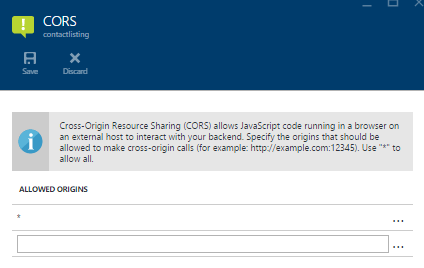 CORS
contactlisting
Save Discard
Cross-Origin Resource Sharing (CORS) allows JavaScript code running in a browser on
an external host to interact with your backend. Specify the origins that should be
allowed to make cross-origin calls (for example: http://example.com:12345). Use "*" to
allow all.
ALLOWED ORIGINS
* ...
...